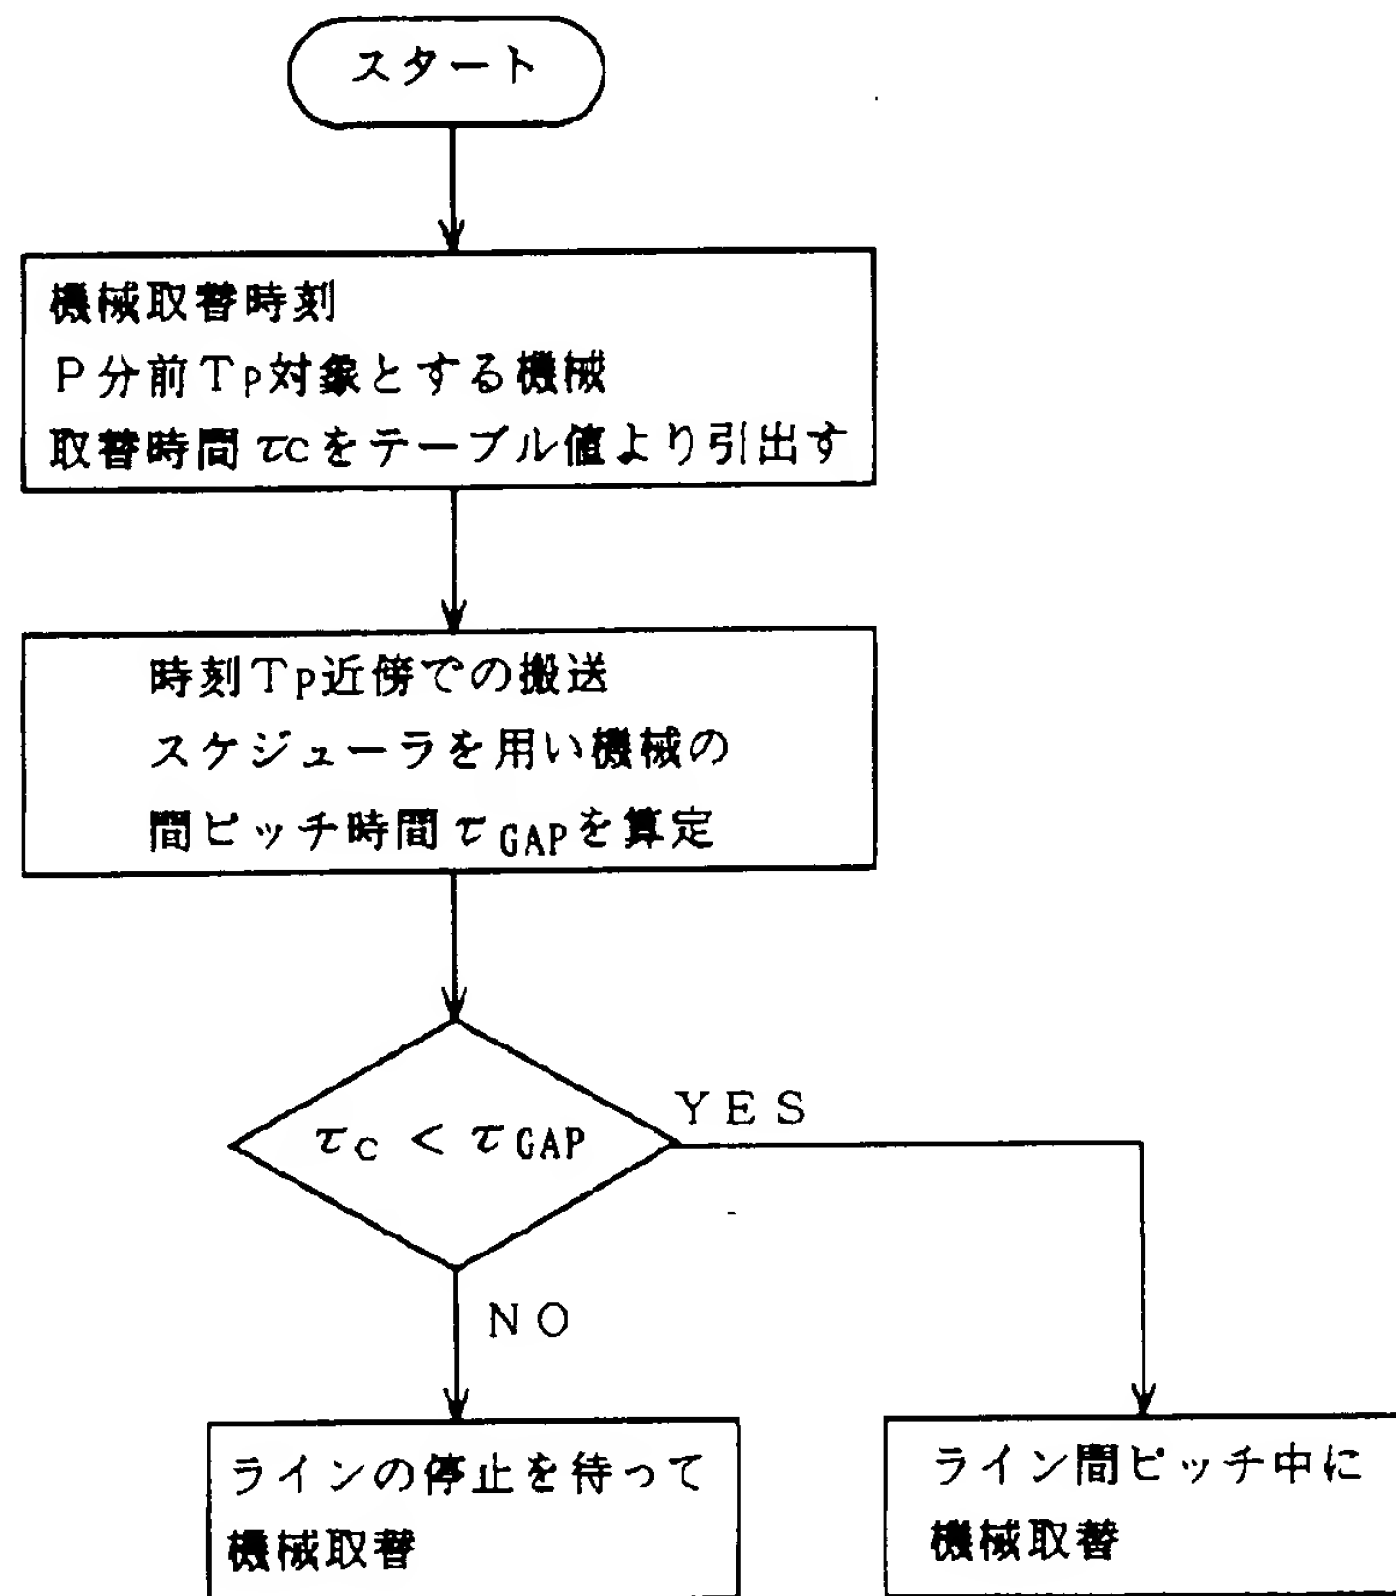 スタート
機械取替時刻
P分前Tp対象とする機械
取替時間τcをテーブル値より引出す
時刻Tp近傍での搬送
スケジューラを用い機械の
間ピッチ時間τGAPを算定
τc < τGAP
YES
NO
ラインの停止を待って
機械取替
ライン間ピッチ中に
機械取替